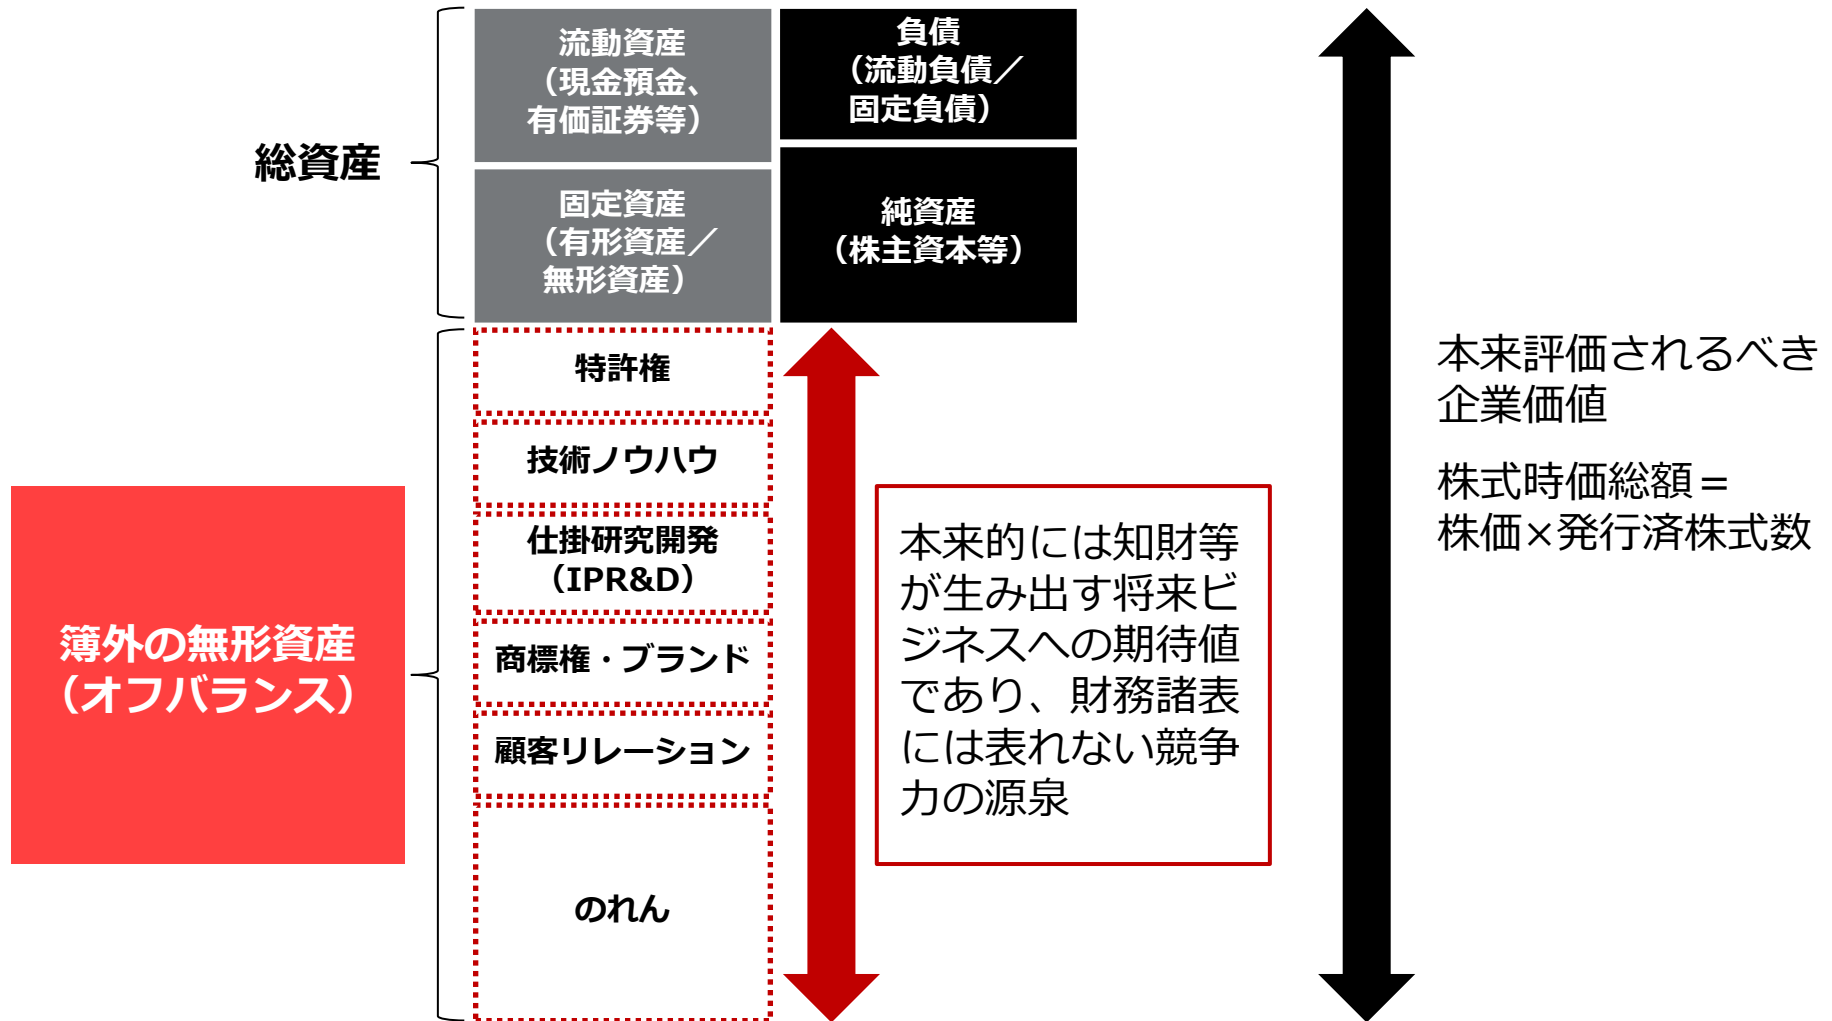 流動資産
（現金預金、
有価証券等）
負債
（流動負債／
固定負債）
総資産
固定資産
（有形資産／
無形資産）
純資産
（株主資本等）
特許権
技術ノウハウ
仕掛研究開発
（IPR&D）
商標権・ブランド
顧客リレーション
のれん
簿外の無形資産
（オフバランス）
本来的には知財等
が生み出す将来ビ
ジネスへの期待値
であり、財務諸表
には表れない競争
力の源泉
本来評価されるべき
企業価値
株式時価総額＝
株価×発行済株式数